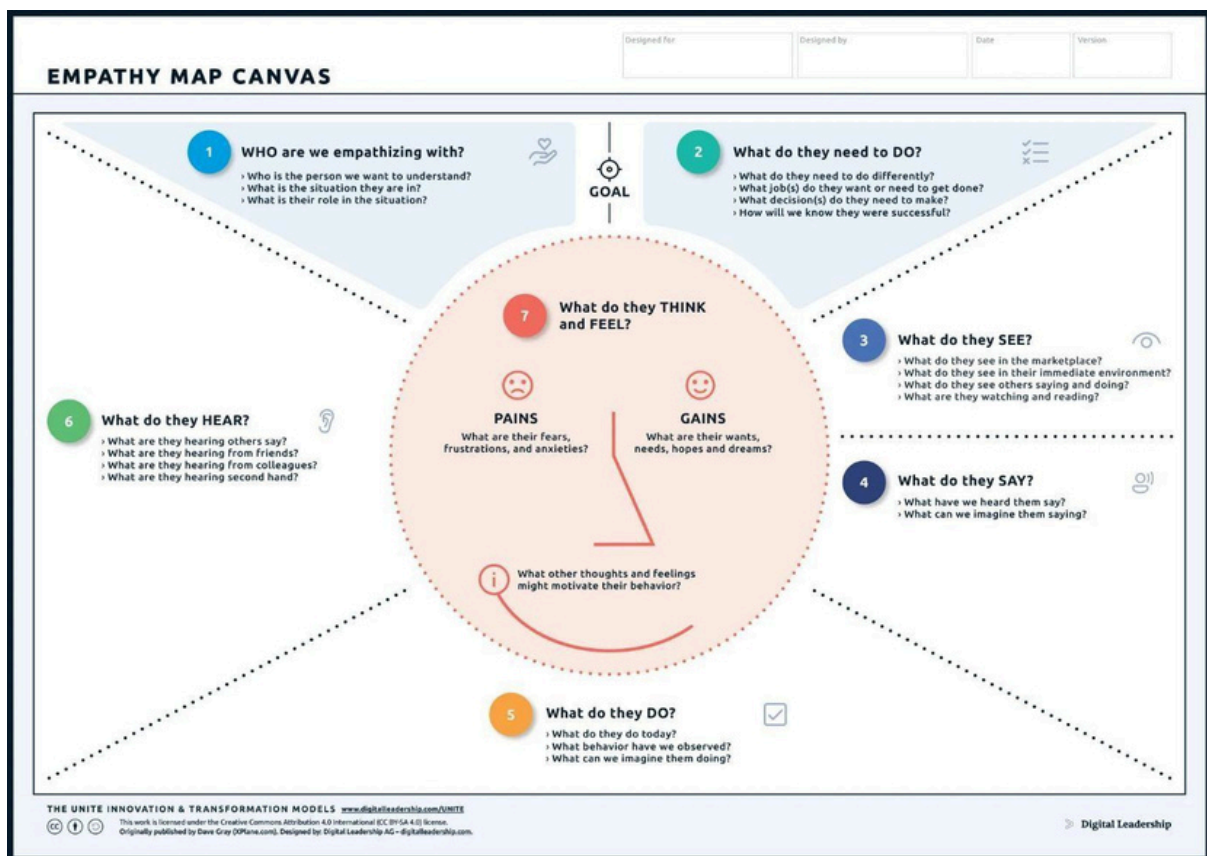 Designed for
Designed by
Date
Version
EMPATHY MAP CANVAS
1
WHO are we empathizing with?
› Who is the person we want to understand?
› What is the situation they are in?
› What is their role in the situation?
GOAL
2
What do they need to DO?
› What do they need to do differently?
› What job(s) do they want or need to get done?
› What decision(s) do they need to make?
› How will we know they were successful?
3
What do they SEE?
› What do they see in the marketplace?
› What do they see in their immediate environment?
› What do they see others saying and doing?
› What are they watching and reading?
4
What do they SAY?
› What have we heard them say?
› What can we imagine them saying?
5
What do they DO?
› What do they do today?
› What behavior have we observed?
› What can we imagine them doing?
6
What do they HEAR?
› What are they hearing others say?
› What are they hearing from friends?
› What are they hearing from colleagues?
› What are they hearing second hand?
7
What do they THINK
and FEEL?
PAINS
What are their fears,
frustrations, and anxieties?
GAINS
What are their wants,
needs, hopes and dreams?
i
What other thoughts and feelings
might motivate their behavior?
THE UNITE INNOVATION & TRANSFORMATION MODELS www.digitalleadership.com/UNITE
cc
This work is licensed under the Creative Commons Attribution 4.0 International (CC BY-SA 4.0) license.
Originally published by Dave Gray (XPlane.com). Designed by: Digital Leadership AG – digitalleadership.com.
Digital Leadership